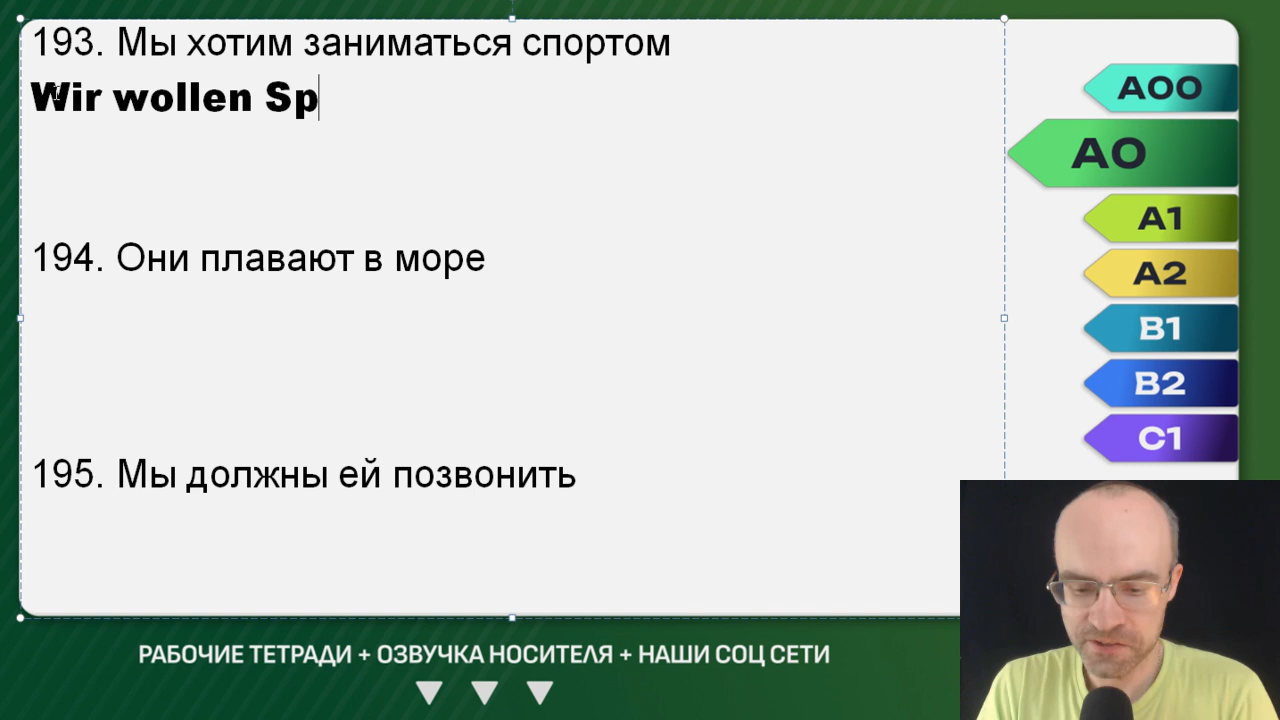 193. Мы хотим заниматься спортом
Wir wollen Sp
194. Они плавают в море
195. Мы должны ей позвонить
A00
A0
A1
A2
B1
B2
C1
РАБОЧИЕ ТЕТРАДИ + ОЗВУЧКА НОСИТЕЛЯ + НАШИ СОЦ СЕТИ